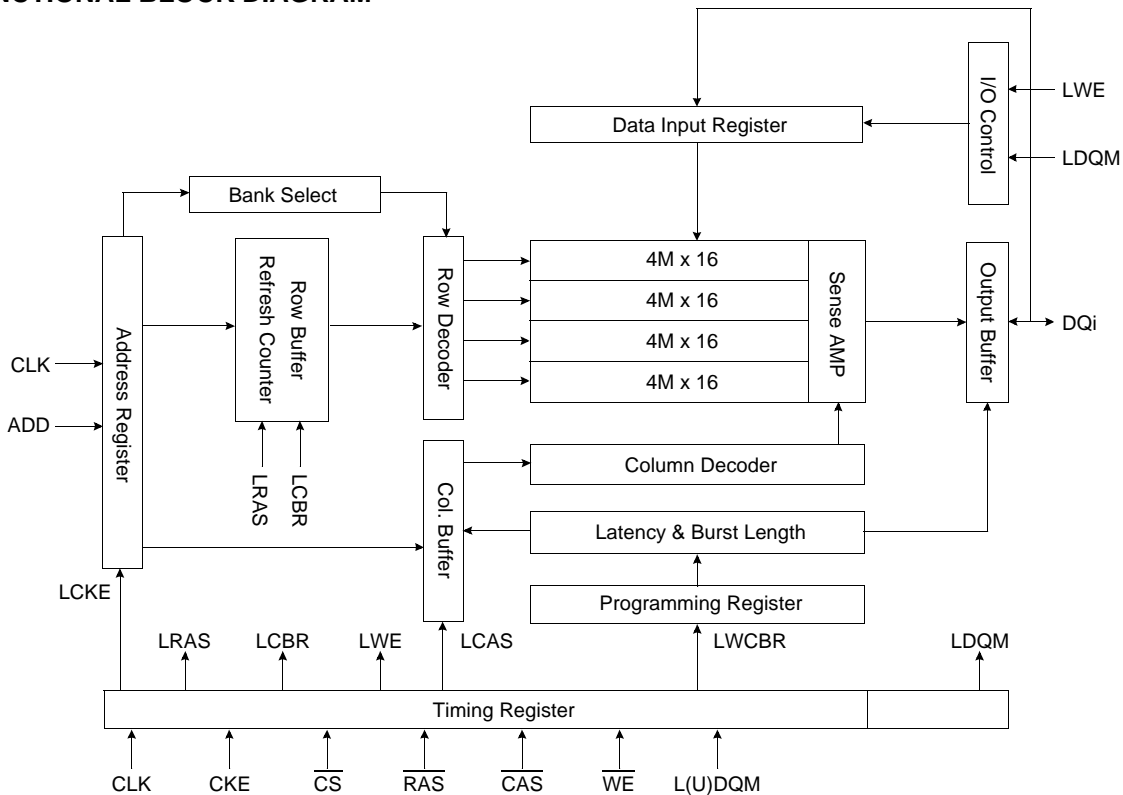 FUNCTIONAL BLOCK DIAGRAM
I/O Control
LWE
LDQM
Data Input Register
Bank Select
Address Register
CLK
ADD
Row Buffer
Refresh Counter
LRAS
LCBR
Row Decoder
4M x 16
4M x 16
4M x 16
4M x 16
Sense AMP
Output Buffer
DQi
Col. Buffer
Column Decoder
Latency & Burst Length
Programming Register
LCKE
LRAS
LCBR
LWE
LCAS
LWCBR
LDQM
Timing Register
CLK
CKE
CS
RAS
CAS
WE
L(U)DQM